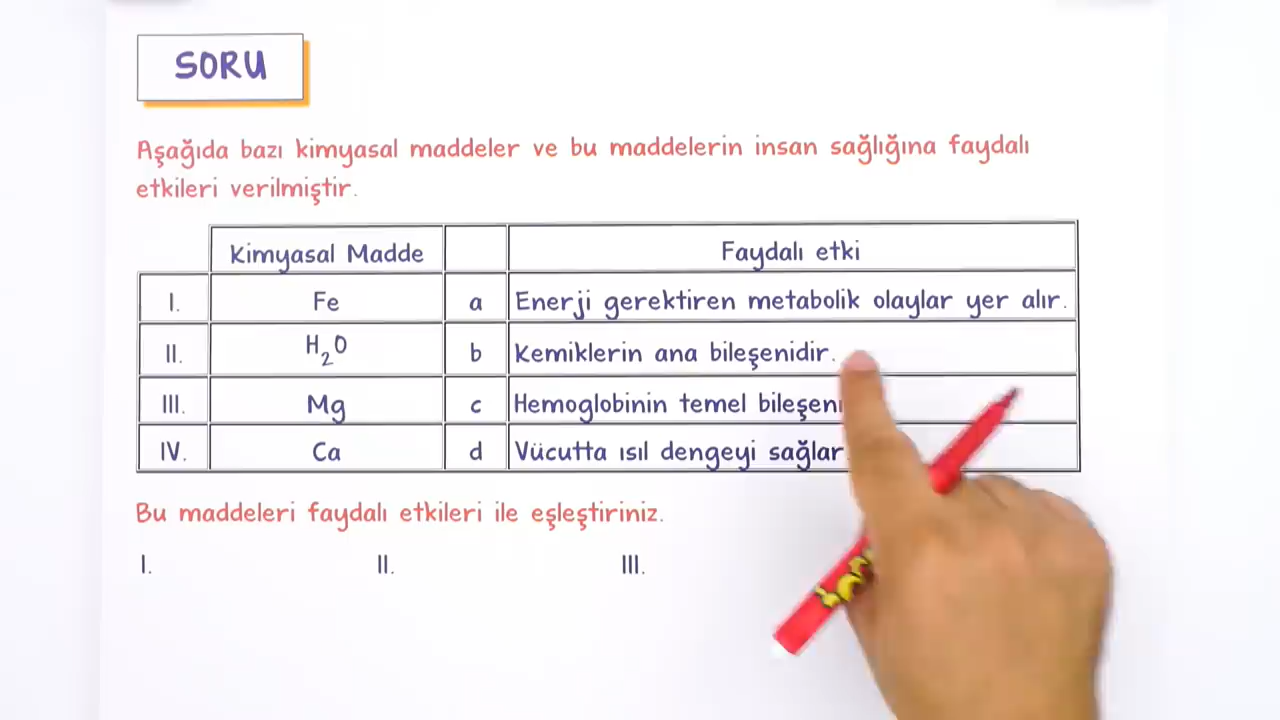 SORU
Aşağıda bazı kimyasal maddeler ve bu maddelerin insan sağlığına faydalı
etkileri verilmiştir.
Kimyasal Madde Faydalı etki
I. Fe a Enerji gerektiren metabolik olaylar yer alır.
II. H₂O b Kemiklerin ana bileşenidir.
III. Mg c Hemoglobinin temel
IV. Ca d Vücutta ısıl dengeyi sağlar
Bu maddeleri faydalı etkileri ile eşleştiriniz.
I. II. III.